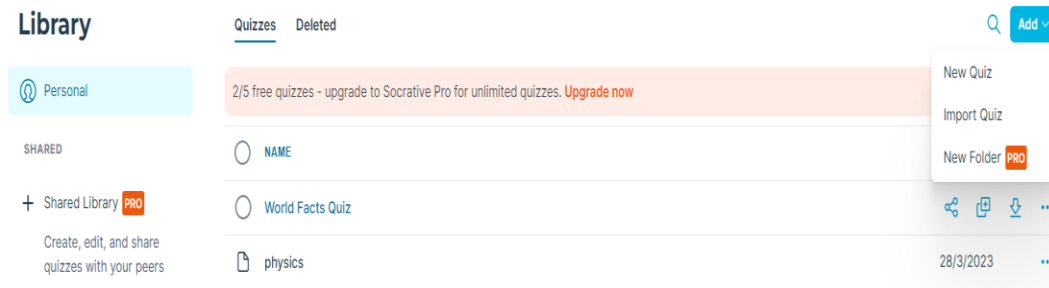 Library
Quizzes Deleted
Add
Personal
2/5 free quizzes - upgrade to Socrative Pro for unlimited quizzes. Upgrade now
New Quiz
Import Quiz
New Folder PRO
SHARED
NAME
Shared Library PRO
World Facts Quiz
Create, edit, and share
quizzes with your peers
physics
28/3/2023